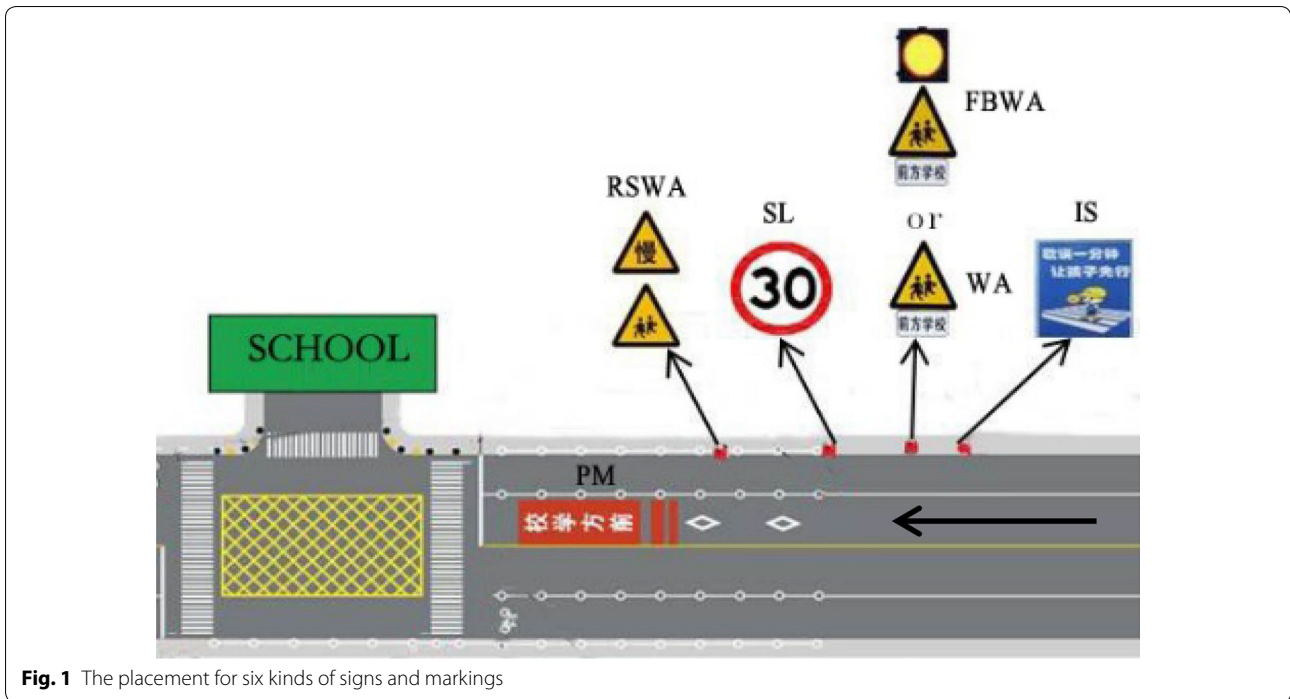 FBWA
前方学校
RSWA
慢
SL
30
or
WA
前方学校
IS
耽误一分钟
让孩子先行
SCHOOL
PM
前方学校
Fig. 1 The placement for six kinds of signs and markings